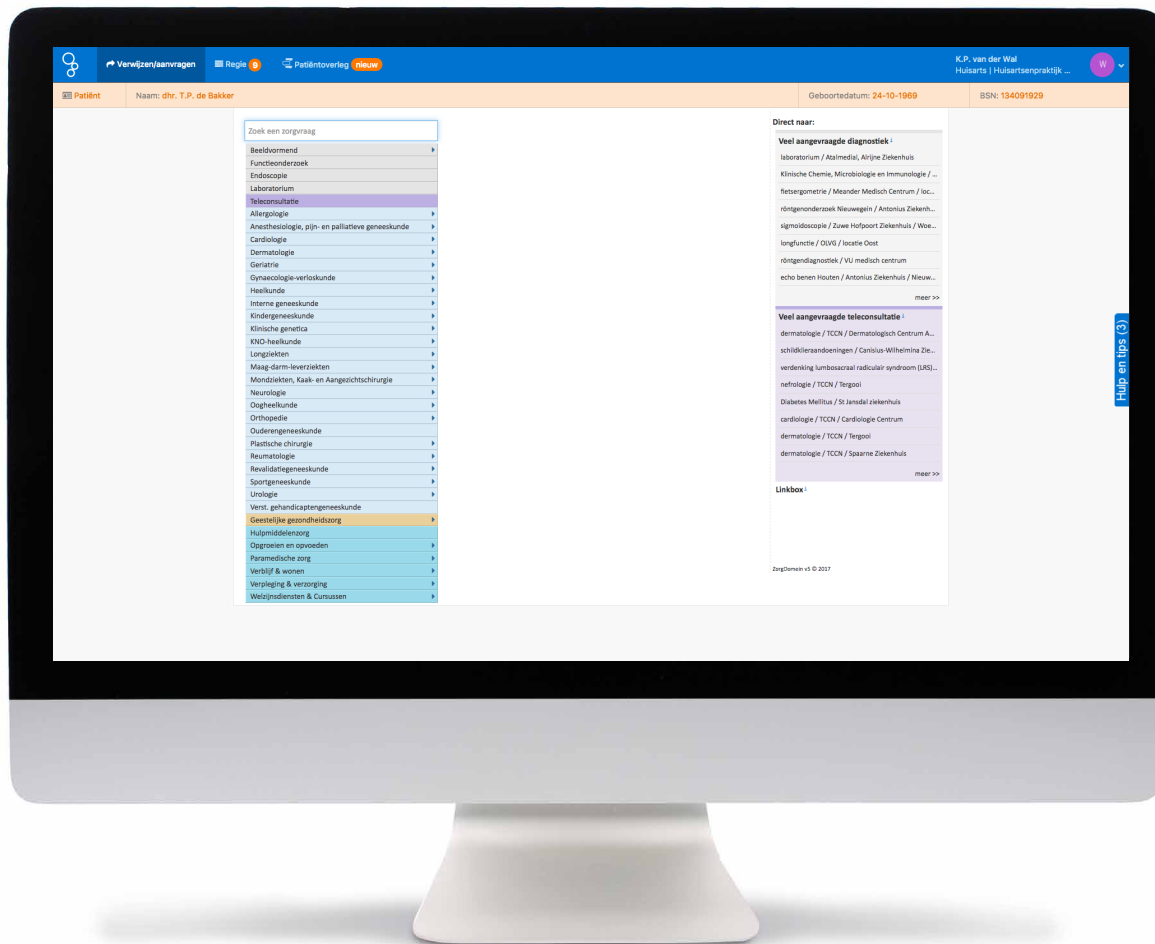 Verwijzen/aanvragen Regie 9 Patiëntoverleg nieuw
K.P. van der Wal
Huisarts | Huisartsenpraktijk ...
W
Patiënt Naam: dhr. T.P. de Bakker Geboortedatum: 24-10-1969 BSN: 134091929
Zoek een zorgvraag
Beeldvormend
Functieonderzoek
Endoscopie
Laboratorium
Teleconsultatie
Allergologie
Anesthesiologie, pijn- en palliatieve geneeskunde
Cardiologie
Dermatologie
Geriatrie
Gynaecologie-verloskunde
Heelkunde
Interne geneeskunde
Kindergeneeskunde
Klinische genetica
KNO-heelkunde
Longziekten
Maag-darm-leverziekten
Mondziekten, Kaak- en Aangezichtschirurgie
Neurologie
Oogheelkunde
Orthopedie
Ouderengeneeskunde
Plastische chirurgie
Reumatologie
Revalidatiegeneeskunde
Sportgeneeskunde
Urologie
Verst. gehandicaptengeneeskunde
Geestelijke gezondheidszorg
Hulpmiddelenzorg
Opgroeien en opvoeden
Paramedische zorg
Verblijf & wonen
Verpleging & verzorging
Welzijnsdiensten & Cursussen
Direct naar:
Veel aangevraagde diagnostiek
laboratorium / Atalmedial, Alrijne Ziekenhuis
Klinische Chemie, Microbiologie en Immunologie / ...
fietsergometrie / Meander Medisch Centrum / loc...
röntgenonderzoek Nieuwegein / Antonius Ziekenh...
sigmoidoscopie / Zuwe Hofpoort Ziekenhuis / Woe...
longfunctie / OLVG / locatie Oost
röntgendiagnostiek / VU medisch centrum
echo benen Houten / Antonius Ziekenhuis / Nieuw...
meer >>
Veel aangevraagde teleconsultatie
dermatologie / TCCN / Dermatologisch Centrum A...
schildklieraandoeningen / Canisius-Wilhelmina Zie...
verdenking lumbosacraal radiculair syndroom (LRS)...
nefrologie / TCCN / Tergooi
Diabetes Mellitus / St Jansdal ziekenhuis
cardiologie / TCCN / Cardiologie Centrum
dermatologie / TCCN / Tergooi
dermatologie / TCCN / Spaarne Ziekenhuis
meer >>
Linkbox
ZorgDomein v5 © 2017
Hulp en tips (3)